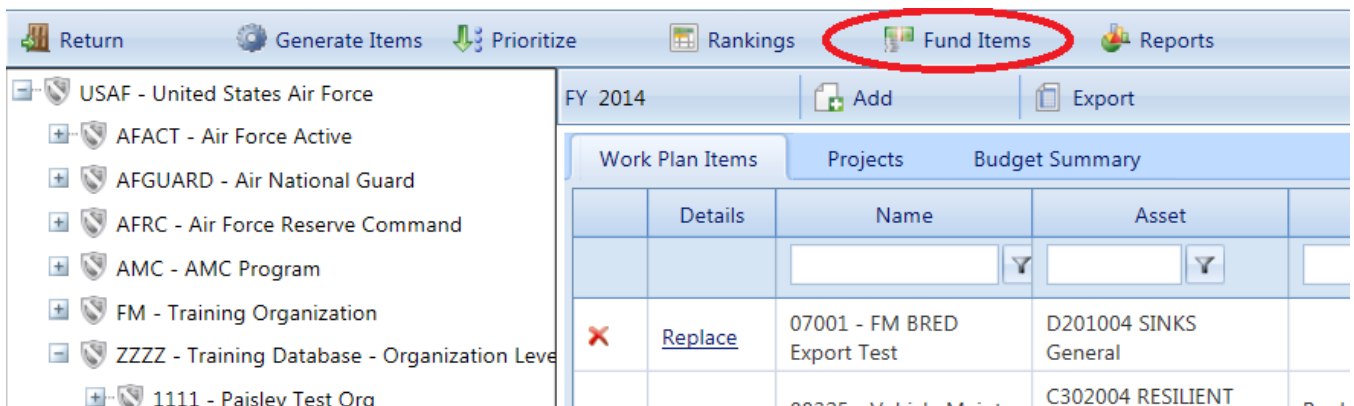 Return Generate Items Prioritize Rankings Fund Items Reports
USAF - United States Air Force
AFACT - Air Force Active
AFGUARD - Air National Guard
AFRC - Air Force Reserve Command
AMC - AMC Program
FM - Training Organization
ZZZZ - Training Database - Organization Leve
1111 - Paisley Test Org
FY 2014 Add Export
Work Plan Items Projects Budget Summary
Details Name Asset
Replace
07001 - FM BRED
Export Test
D201004 SINKS
General
C302004 RESILIENT